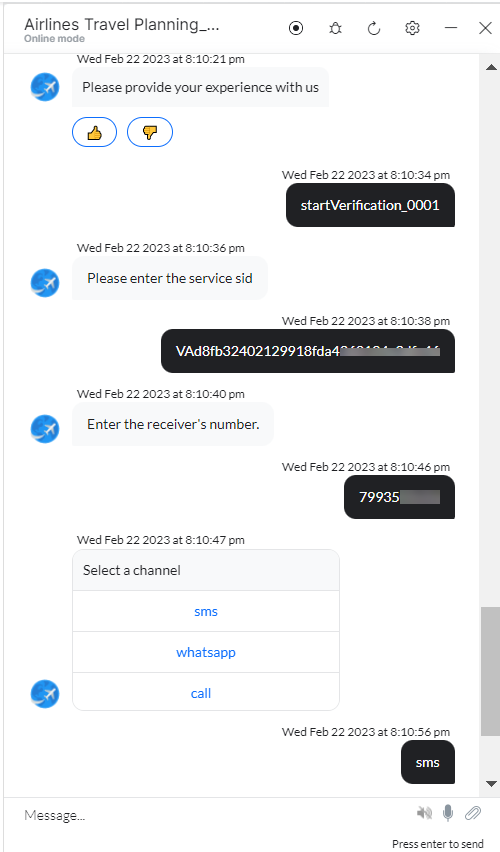 Airlines Travel Planning_...
Online mode
Wed Feb 22 2023 at 8:10:21 pm
Please provide your experience with us
Wed Feb 22 2023 at 8:10:34 pm
startVerification_0001
Wed Feb 22 2023 at 8:10:36 pm
Please enter the service sid
Wed Feb 22 2023 at 8:10:38 pm
VAd8fb32402129918fda4
Wed Feb 22 2023 at 8:10:40 pm
Enter the receiver's number.
Wed Feb 22 2023 at 8:10:46 pm
79935
Wed Feb 22 2023 at 8:10:47 pm
Select a channel
sms
whatsapp
call
Wed Feb 22 2023 at 8:10:56 pm
sms
Message...
Press enter to send